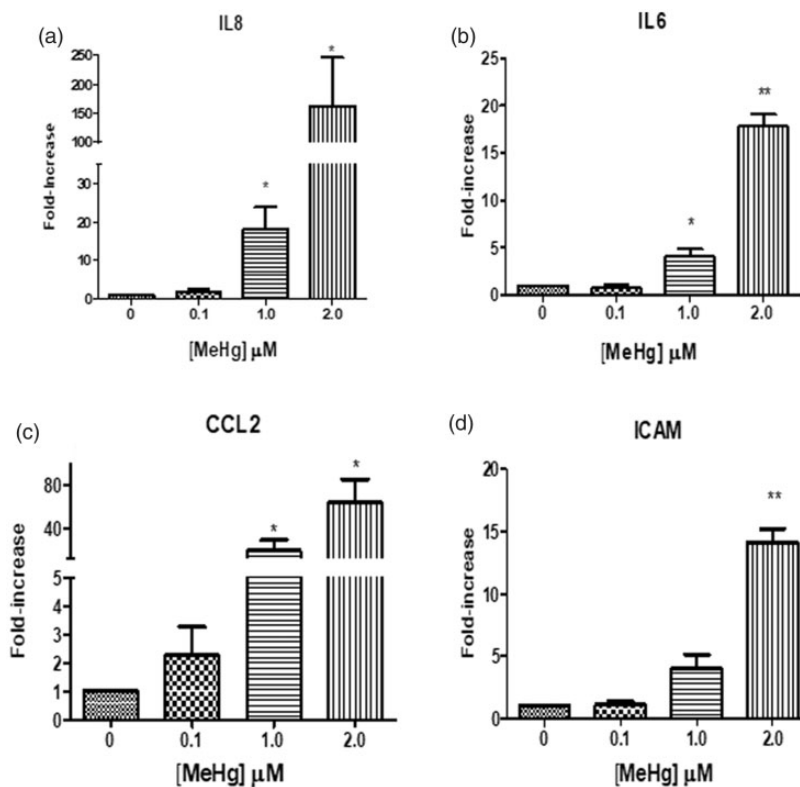 (a)
IL8
Fold-Increase
250
200
150
100
30
20
10
0
*
*
0 0.1 1.0 2.0
[MeHg] μM
(b)
IL6
Fold-increase
25
20
15
10
5
0
*
**
0 0.1 1.0 2.0
[MeHg] μM
(c)
CCL2
Fold-increase
80
40
5
4
3
2
1
0
*
*
0 0.1 1.0 2.0
[MeHg] μM
(d)
ICAM
Fold-increase
20
15
10
5
0
**
0 0.1 1.0 2.0
[MeHg] μM